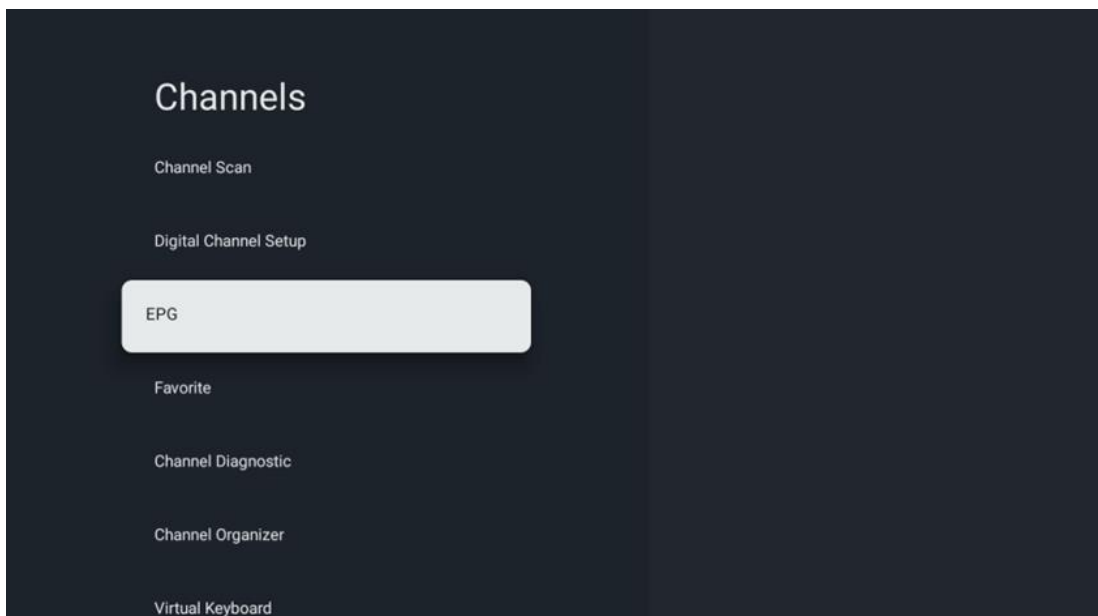 Channels
Channel Scan
Digital Channel Setup
EPG
Favorite
Channel Diagnostic
Channel Organizer
Virtual Keyboard